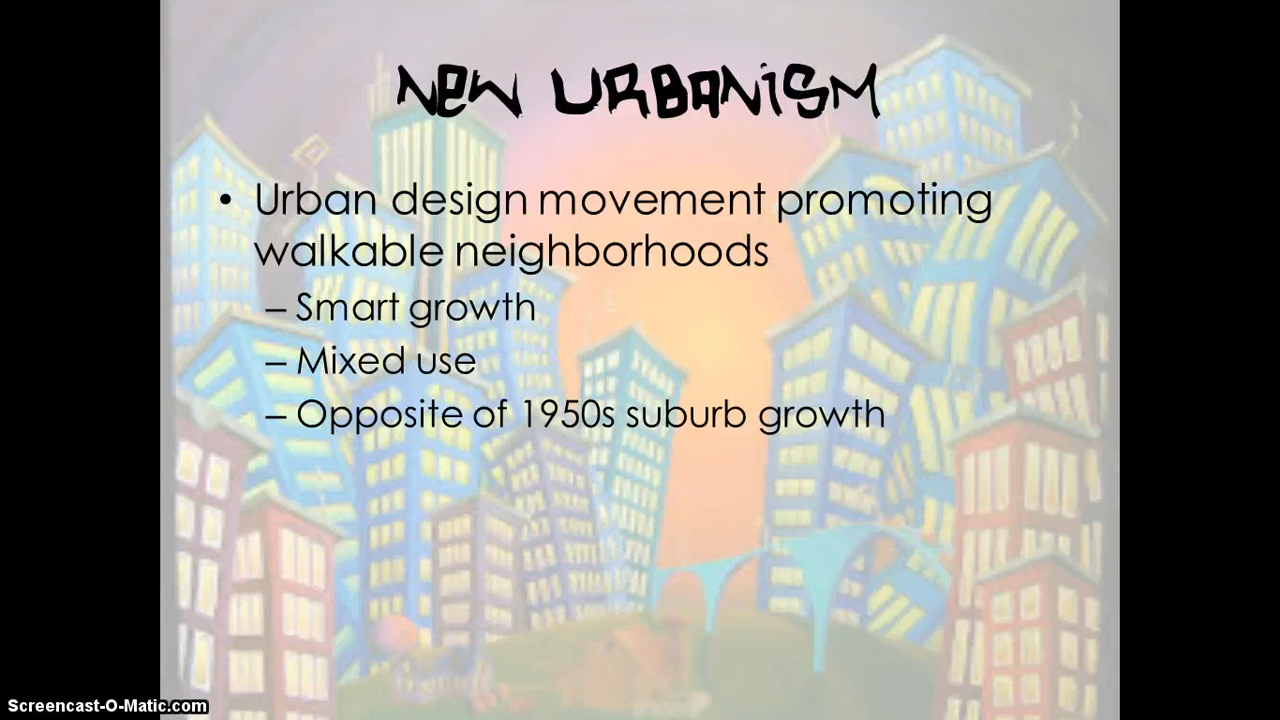 New Urbanism
• Urban design movement promoting
walkable neighborhoods
– Smart growth
– Mixed use
– Opposite of 1950s suburb growth
Screencast-O-Matic.com